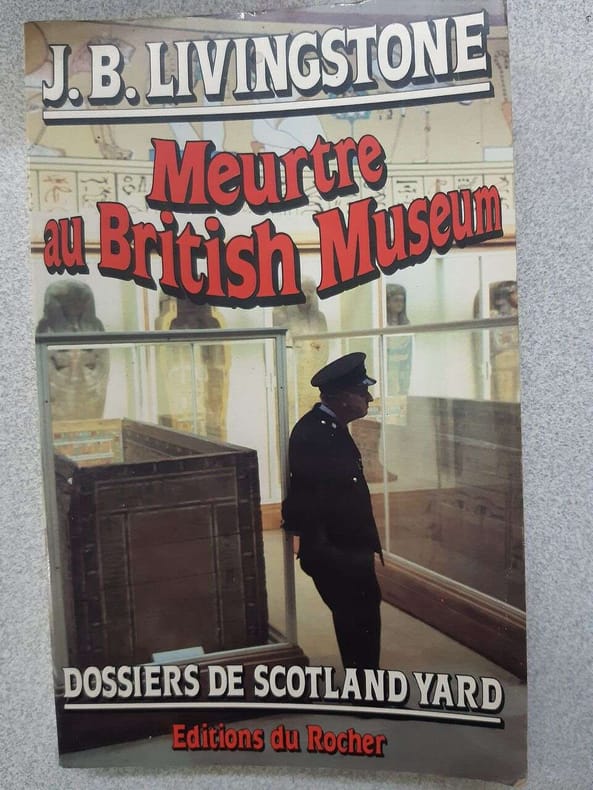 J. B. LIVINGSTONE
Meurtre
au British Museum
DOSSIERS DE SCOTLAND YARD
Editions du Rocher